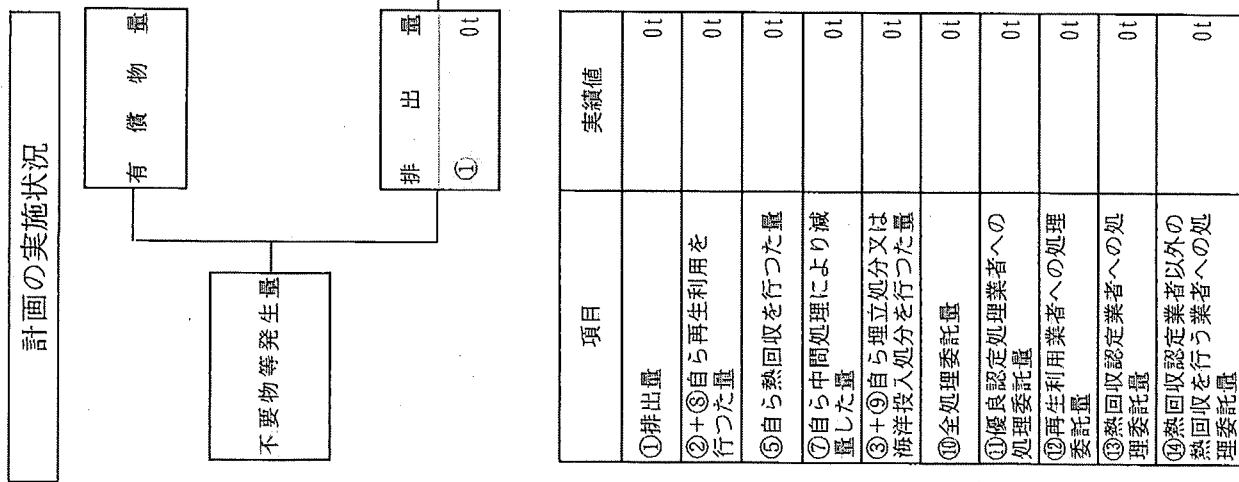 計画の実施状況
不要物等発生量
有償物量
排出量
① 0t
項目 実績値
①排出量 0t
②+⑧自ら再生利用を
行つた量 0t
⑤自ら熱回収を行つた量 0t
⑦自ら中間処理により減
量した量 0t
③+⑨自ら埋立処分又は
海洋投入処分を行つた量 0t
⑩全処理委託量 0t
⑪優良認定処理業者への
処理委託量 0t
⑫再生利用業者への処理
委託量 0t
⑬熱回収認定業者への処
理委託量 0t
⑭熱回収認定業者以外の
熱回収を行う業者への処
理委託量 0t